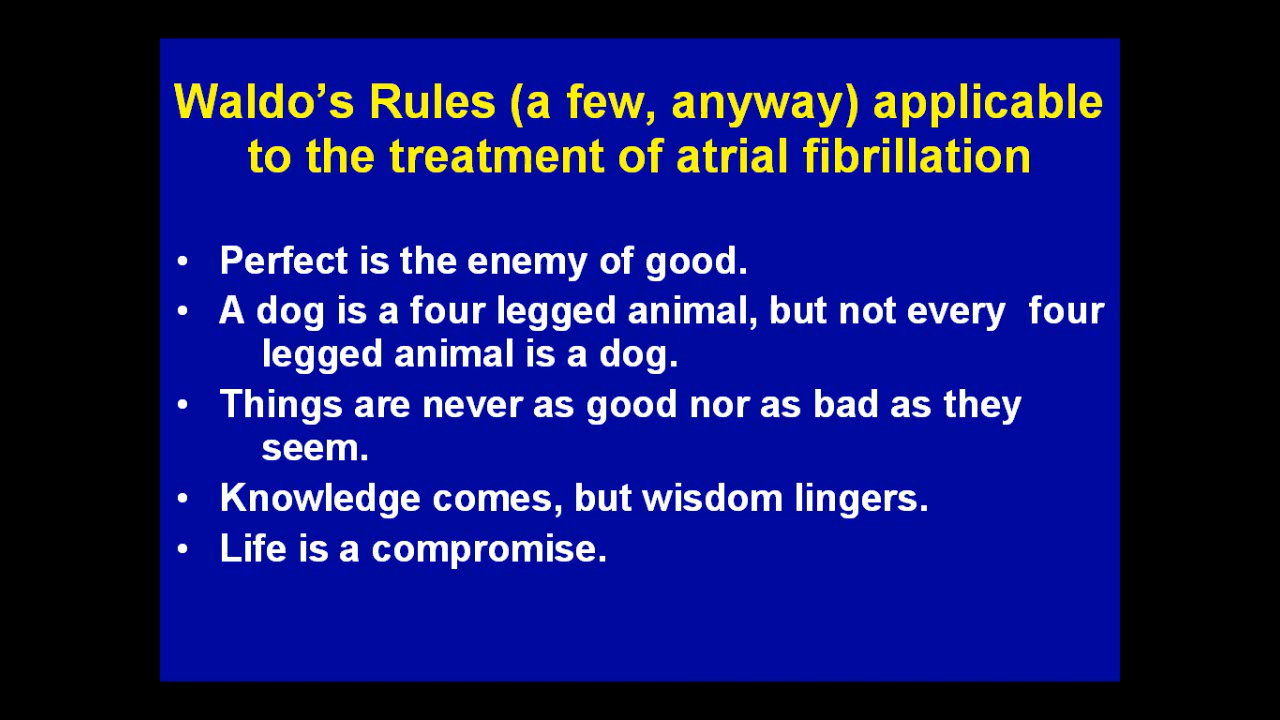 Waldo’s Rules (a few, anyway) applicable
to the treatment of atrial fibrillation
• Perfect is the enemy of good.
• A dog is a four legged animal, but not every  four
legged animal is a dog.
• Things are never as good nor as bad as they
seem.
• Knowledge comes, but wisdom lingers.
• Life is a compromise.